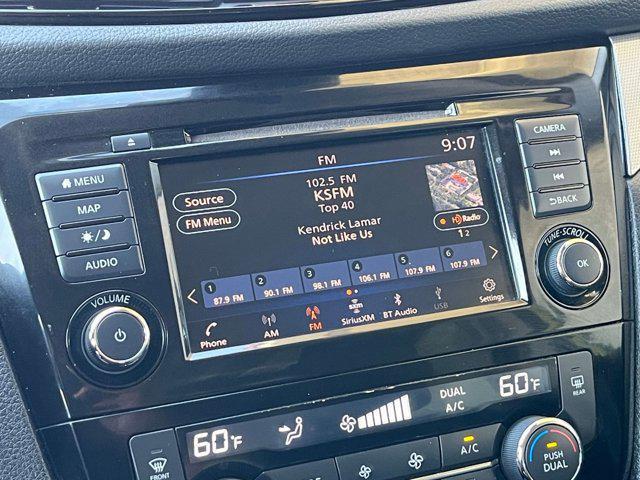 FM
9:07
102.5 FM
KSFM
Top 40
Source
FM Menu
Kendrick Lamar
Not Like Us
HD Radio
1 2
1
87.9 FM
2
90.1 FM
3
98.1 FM
4
106.1 FM
5
107.9 FM
6
107.9 FM
Phone
AM
FM
sxm
SiriusXM
BT Audio
USB
Settings
MENU
MAP
AUDIO
VOLUME
CAMERA
BACK
TUNE-SCROLL
OK
60°F
DUAL
A/C
60°F
FRONT
A/C
REAR
PUSH
DUAL